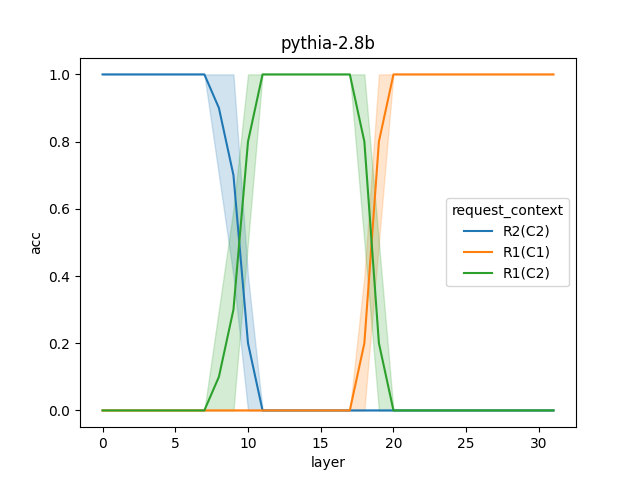 pythia-2.8b
acc
1.0
0.8
0.6
0.4
0.2
0.0
request_context
R2(C2)
R1(C1)
R1(C2)
0 5 10 15 20 25 30
layer